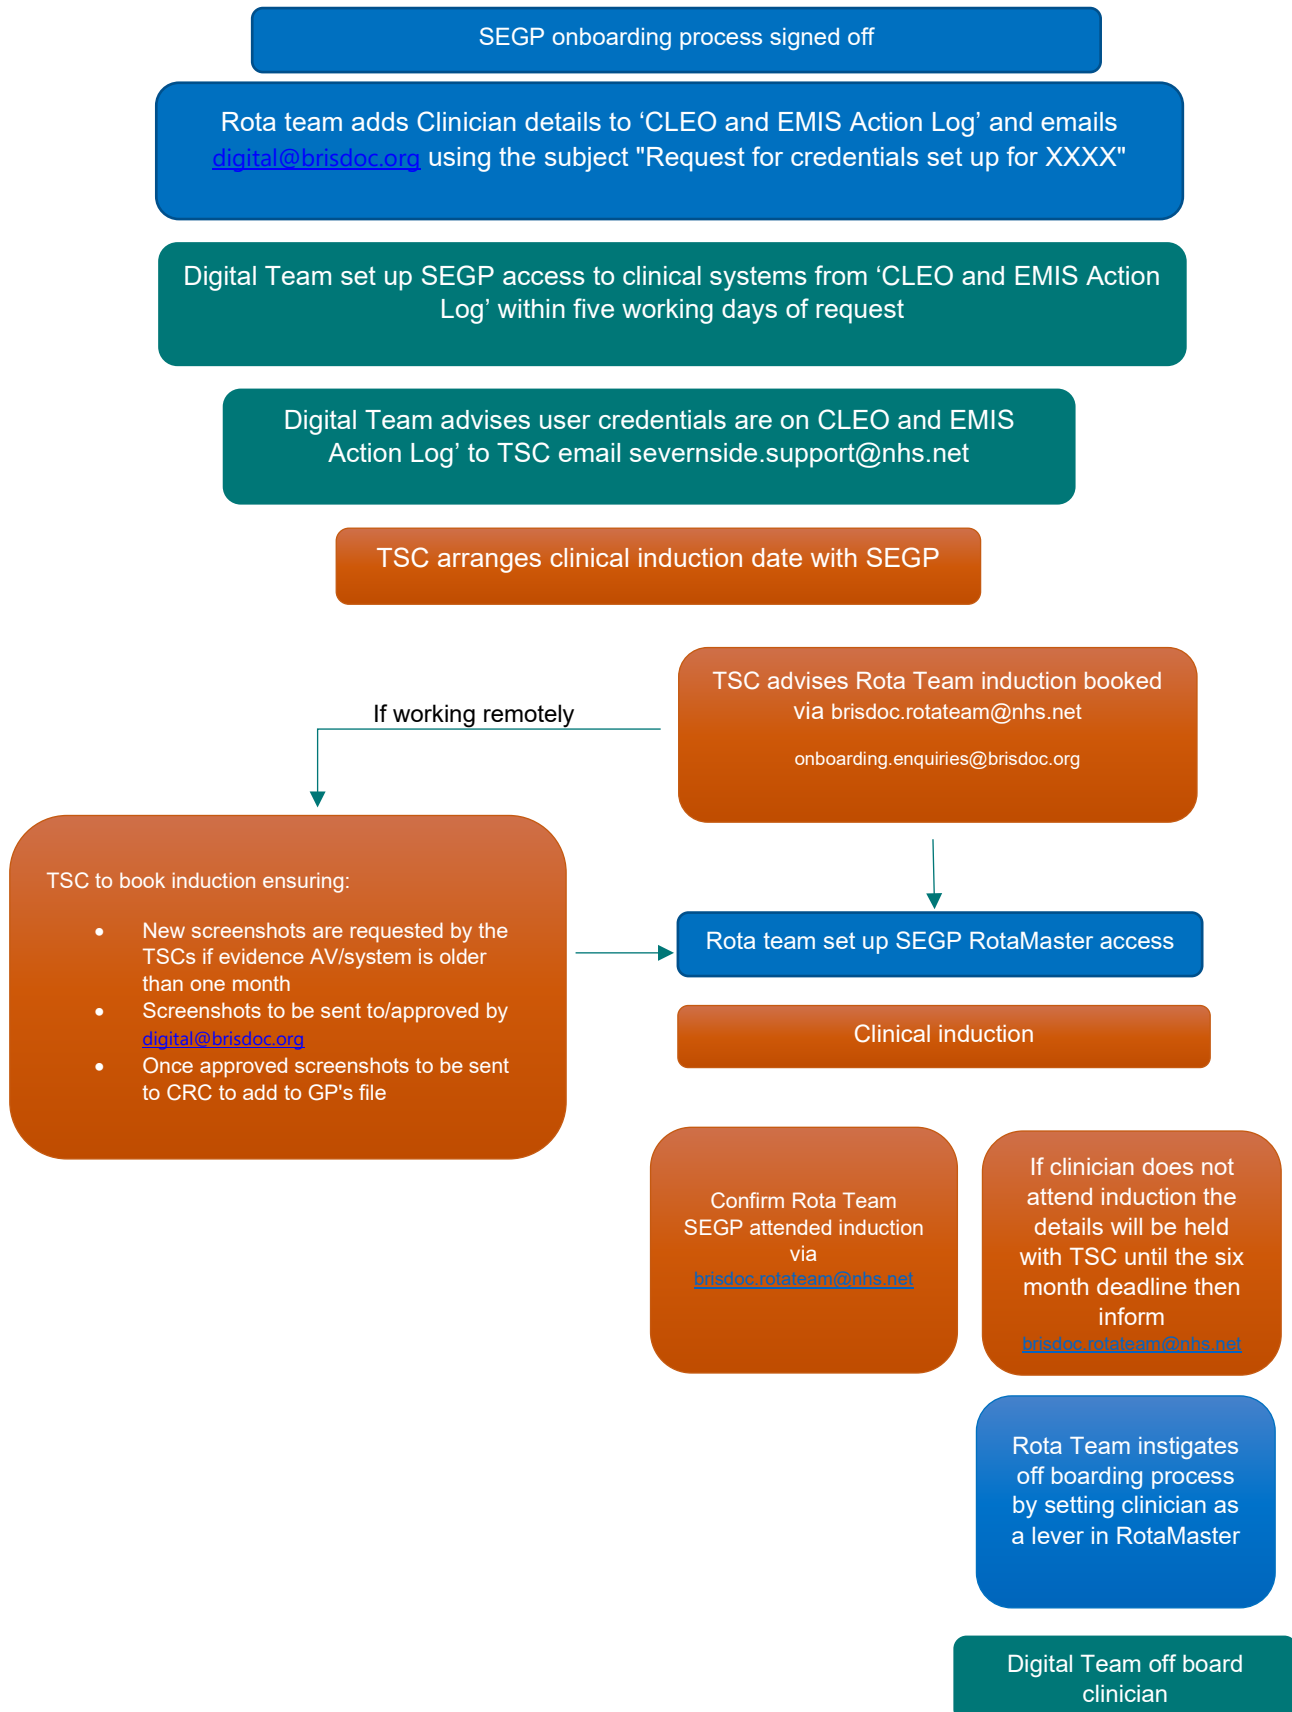 SEGP onboarding process signed off
Rota team adds Clinician details to ‘CLEO and EMIS Action Log’ and emails
digital@brisdoc.org using the subject "Request for credentials set up for XXXX"
Digital Team set up SEGP access to clinical systems from ‘CLEO and EMIS Action
Log’ within five working days of request
Digital Team advises user credentials are on CLEO and EMIS
Action Log’ to TSC email severnside.support@nhs.net
TSC arranges clinical induction date with SEGP
TSC advises Rota Team induction booked
via brisdoc.rotateam@nhs.net
onboarding.enquiries@brisdoc.org
If working remotely
TSC to book induction ensuring:
• New screenshots are requested by the
TSCs if evidence AV/system is older
than one month
• Screenshots to be sent to/approved by
digital@brisdoc.org
• Once approved screenshots to be sent
to CRC to add to GP's file
Rota team set up SEGP RotaMaster access
Clinical induction
Confirm Rota Team
SEGP attended induction
via
brisdoc.rotateam@nhs.net
If clinician does not
attend induction the
details will be held
with TSC until the six
month deadline then
inform
brisdoc.rotateam@nhs.net
Rota Team instigates
off boarding process
by setting clinician as
a lever in RotaMaster
Digital Team off board
clinician